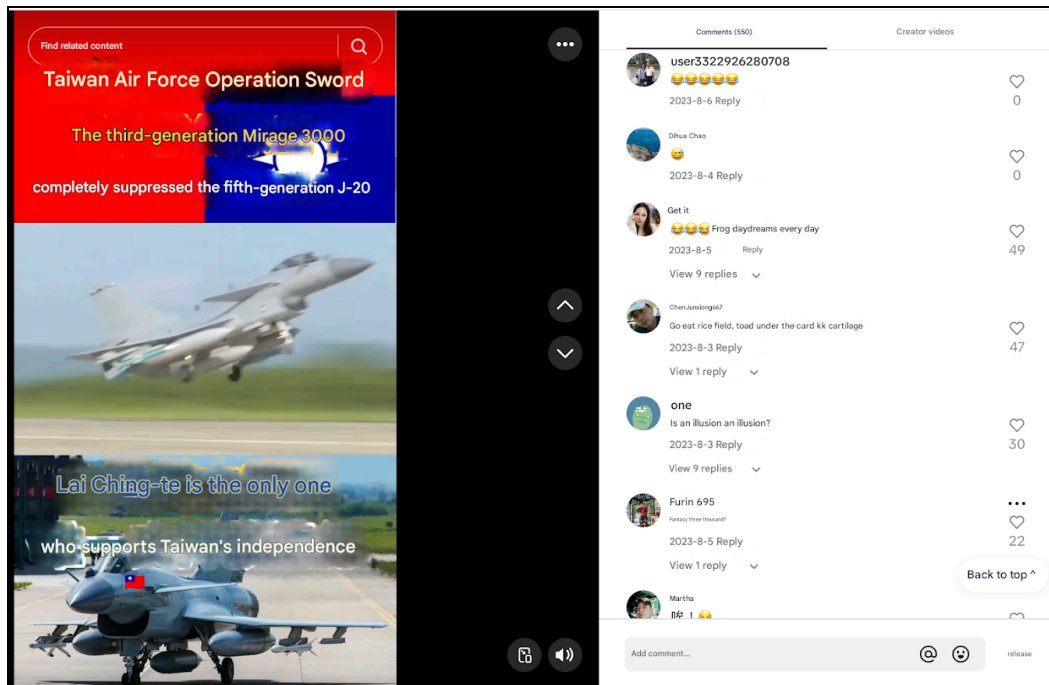 Find related content
Taiwan Air Force Operation Sword
The third-generation Mirage 3000
completely suppressed the fifth-generation J-20
Lai Ching-te is the only one
who supports Taiwan's independence
Comments (550)
Creator videos
user3322926280708
2023-8-6 Reply
0
Dihua Chao
2023-8-4 Reply
0
Get it
Frog daydreams every day
2023-8-5 Reply
49
View 9 replies
ChenJunxiong667
Go eat rice field, toad under the card kk cartilage
2023-8-3 Reply
47
View 1 reply
one
Is an illusion an illusion?
2023-8-3 Reply
30
View 9 replies
Furin 695
Fantasy three thousand?
2023-8-5 Reply
22
View 1 reply
Back to top ^
Martha
Add comment...
@
release